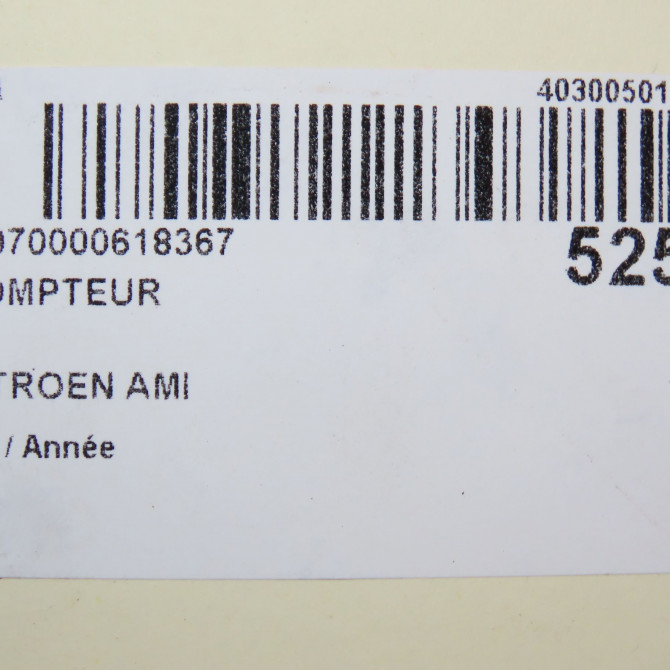 40300501
070000618367
525
OMPTEUR
TROEN AMI
/ Année